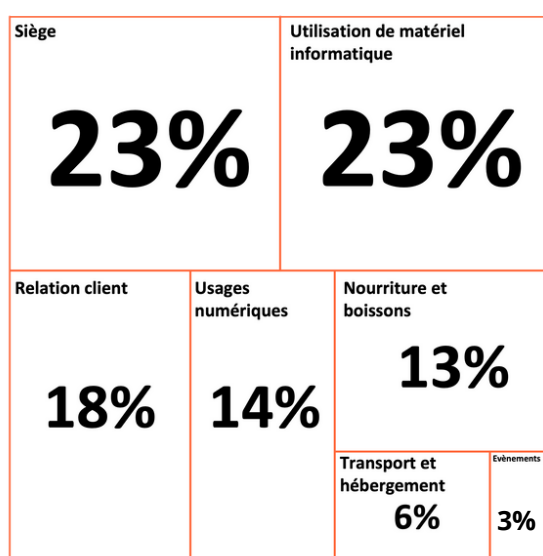 Siège
23%
Utilisation de matériel
informatique
23%
Relation client
18%
Usages
numériques
14%
Nourriture et
boissons
13%
Transport et
hébergement
6%
Evènements
3%